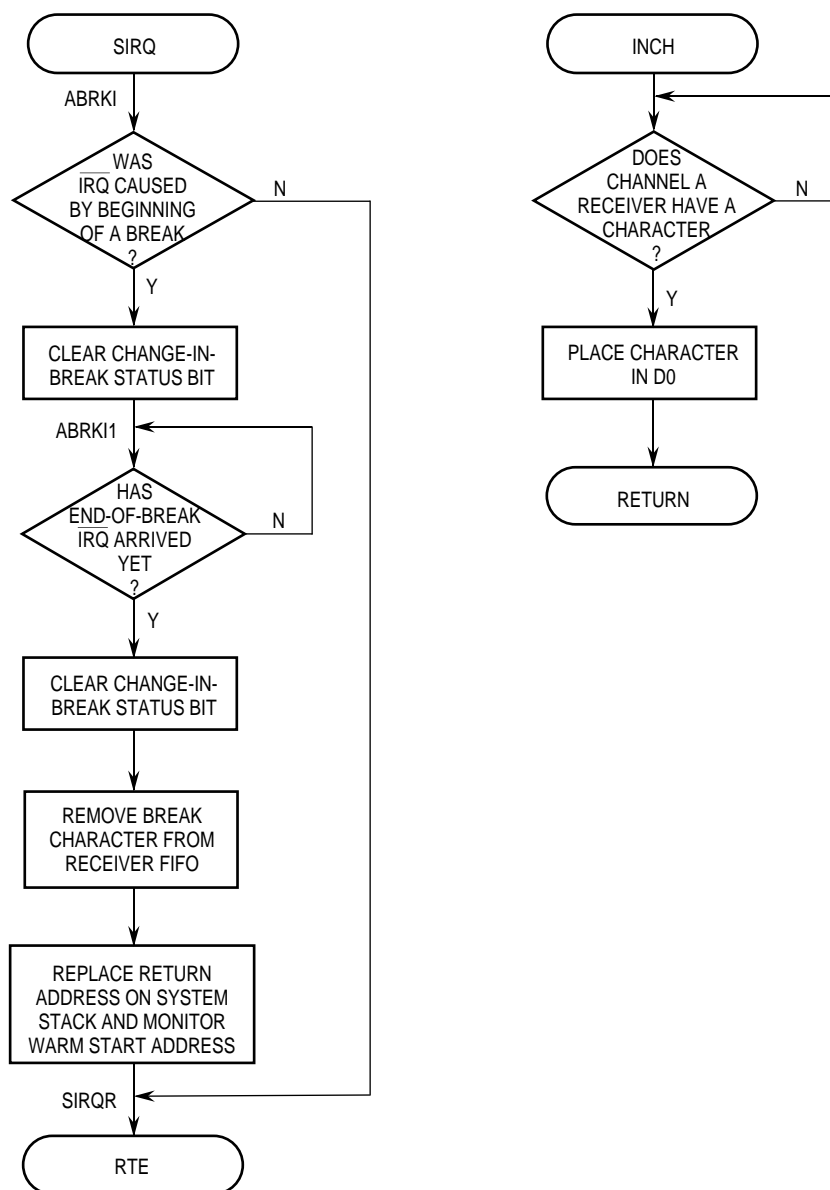 SIRQ
ABRKI
WAS
IRQ CAUSED
BY BEGINNING
OF A BREAK
?
N
Y
CLEAR CHANGE-IN-
BREAK STATUS BIT
ABRKI1
HAS
END-OF-BREAK
IRQ ARRIVED
YET
?
N
Y
CLEAR CHANGE-IN-
BREAK STATUS BIT
REMOVE BREAK
CHARACTER FROM
RECEIVER FIFO
REPLACE RETURN
ADDRESS ON SYSTEM
STACK AND MONITOR
WARM START ADDRESS
SIRQR
RTE
INCH
DOES
CHANNEL A
RECEIVER HAVE A
CHARACTER
?
N
Y
PLACE CHARACTER
IN D0
RETURN